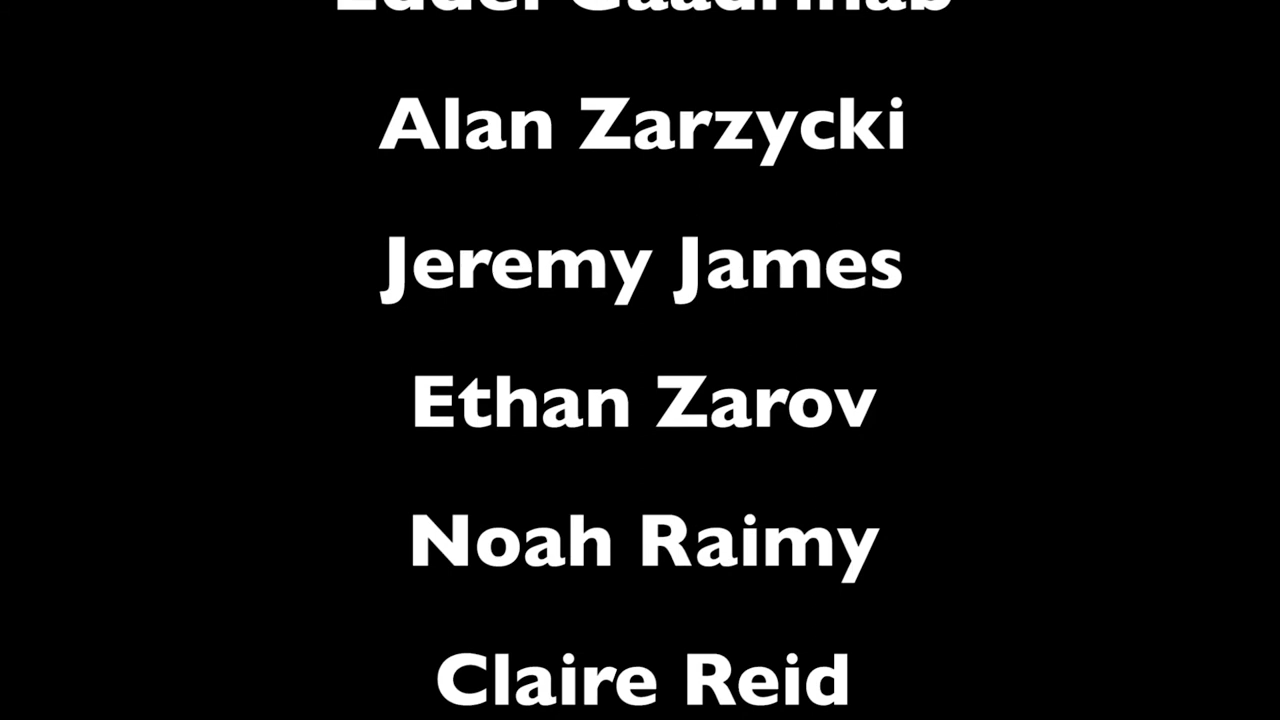 Alan Zarzycki
Jeremy James
Ethan Zarov
Noah Raimy
Claire Reid